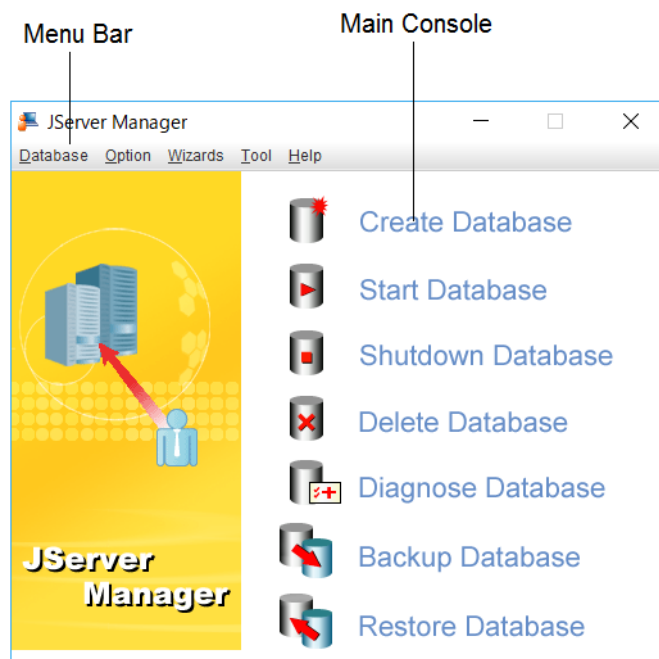 Menu Bar
Main Console
JServer Manager
Database Option Wizards Tool Help
Create Database
Start Database
Shutdown Database
Delete Database
Diagnose Database
Backup Database
Restore Database
JServer
Manager